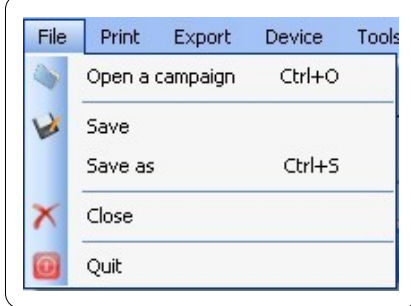 File Print Export Device Tools
Open a campaign Ctrl+O
Save
Save as Ctrl+S
Close
Quit